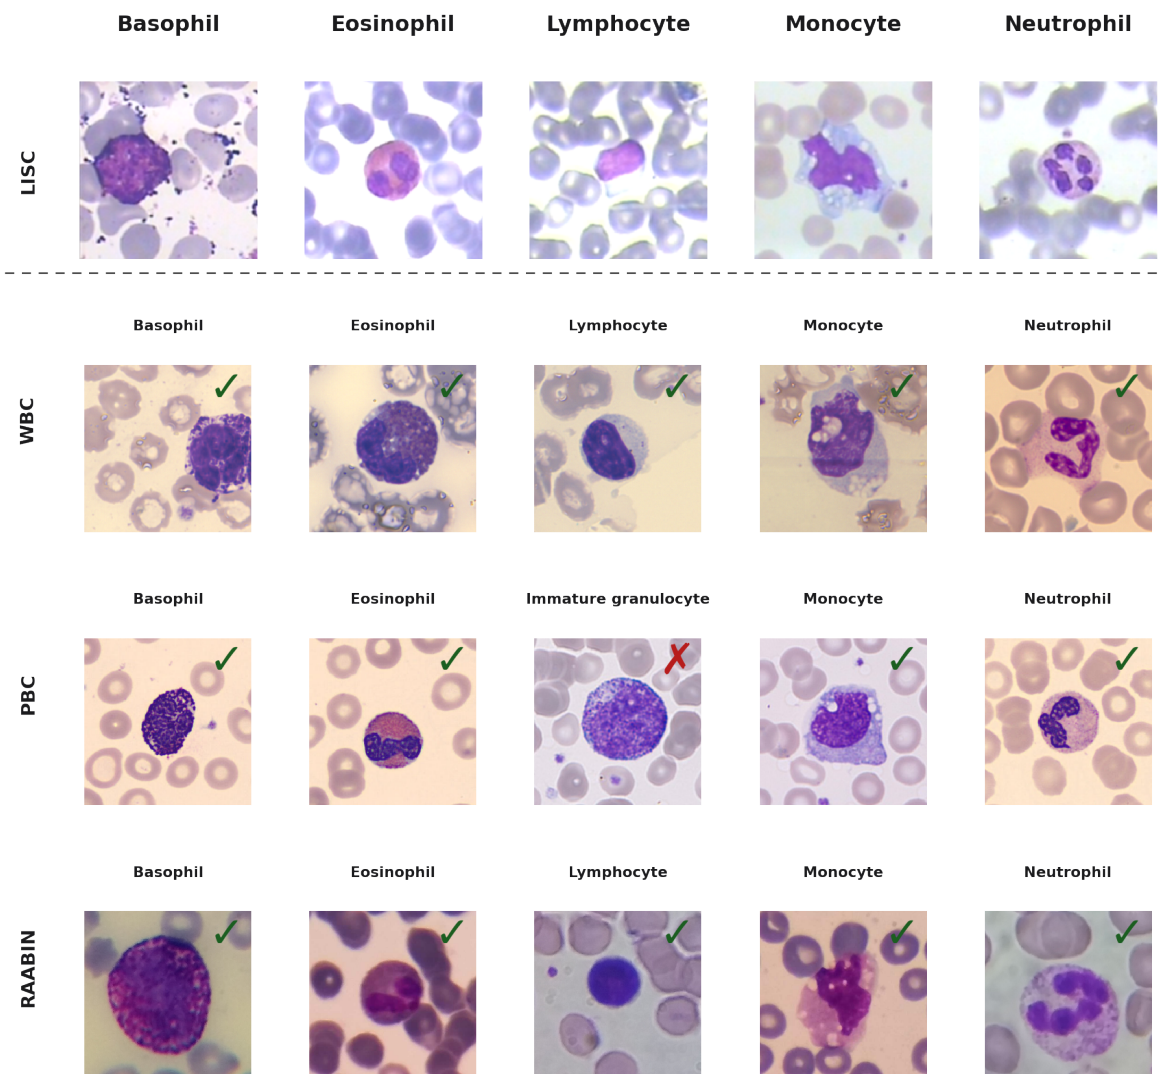 Basophil Eosinophil Lymphocyte Monocyte Neutrophil
LISC
Basophil Eosinophil Lymphocyte Monocyte Neutrophil
WBC
✓ ✓ ✓ ✓ ✓
Basophil Eosinophil Immature granulocyte Monocyte Neutrophil
PBC
✓ ✓ ✗ ✓ ✓
Basophil Eosinophil Lymphocyte Monocyte Neutrophil
RAABIN
✓ ✓ ✓ ✓ ✓